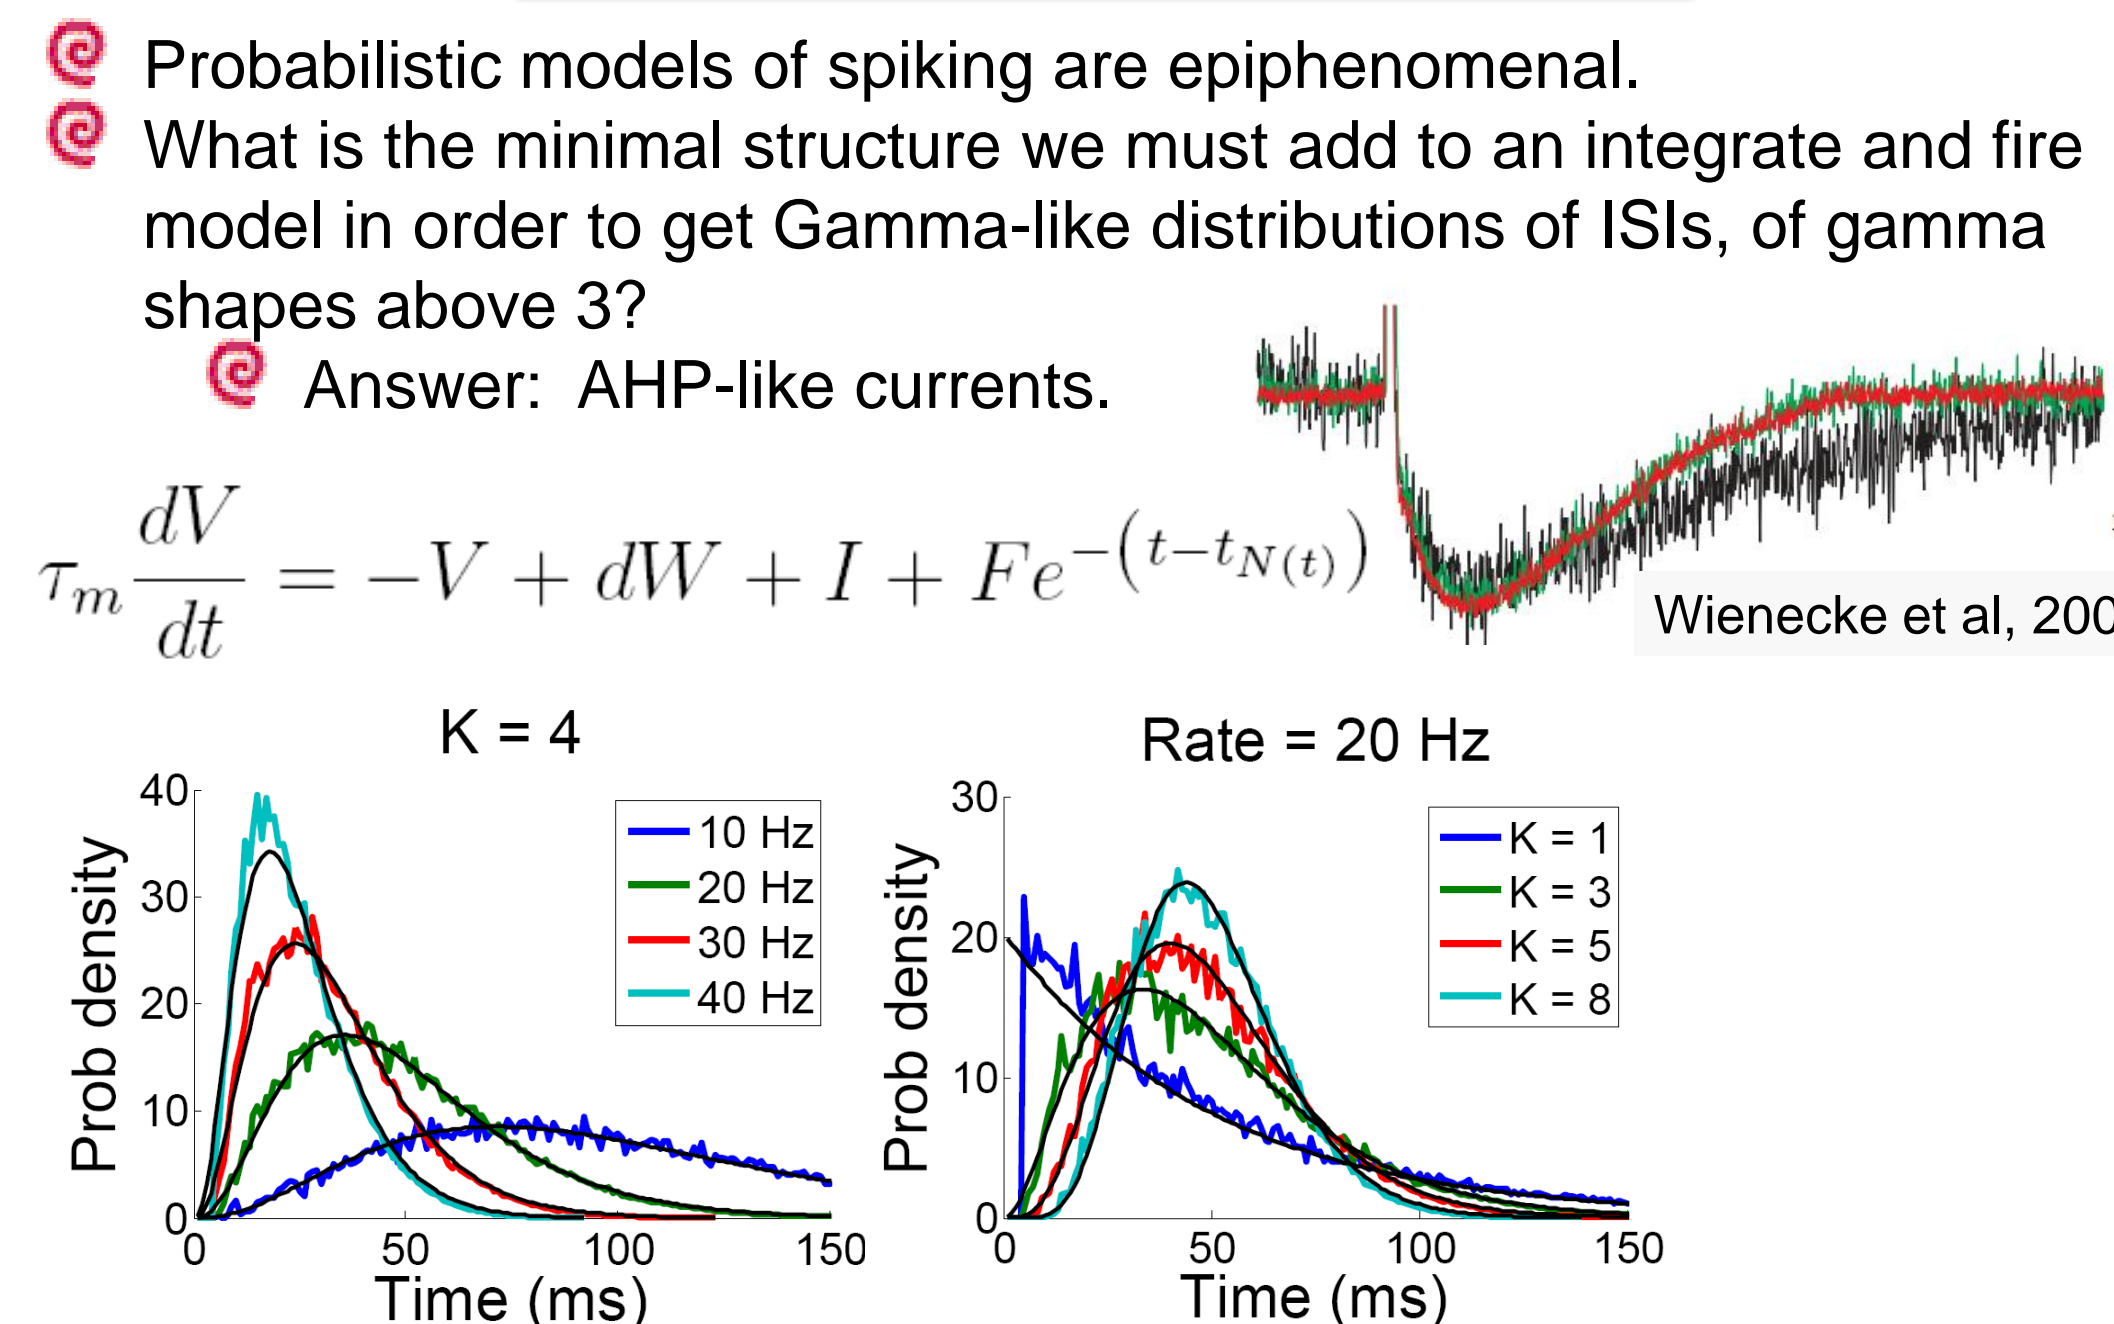 Probabilistic models of spiking are epiphenomenal.
What is the minimal structure we must add to an integrate and fire
model in order to get Gamma-like distributions of ISIs, of gamma
shapes above 3?
Answer: AHP-like currents.
τ_m dV/dt = −V + dW + I + Fe^{−(t−t_{N(t)})}
Wienecke et al, 200
K = 4
40
30
20
10
0
0 50 100 150
Prob density
Time (ms)
10 Hz
20 Hz
30 Hz
40 Hz
Rate = 20 Hz
30
20
10
0
0 50 100 150
Prob density
Time (ms)
K = 1
K = 3
K = 5
K = 8